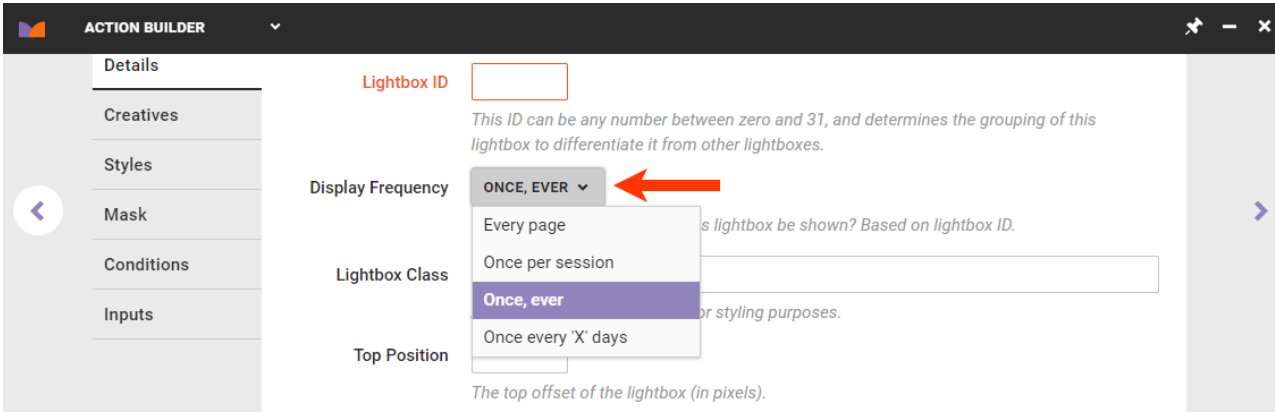 ACTION BUILDER
Details
Creatives
Styles
Mask
Conditions
Inputs
Lightbox ID
This ID can be any number between zero and 31, and determines the grouping of this
lightbox to differentiate it from other lightboxes.
Display Frequency
ONCE, EVER
Every page
Once per session
Once, ever
Once every 'X' days
s lightbox be shown? Based on lightbox ID.
Lightbox Class
or styling purposes.
Top Position
The top offset of the lightbox (in pixels).